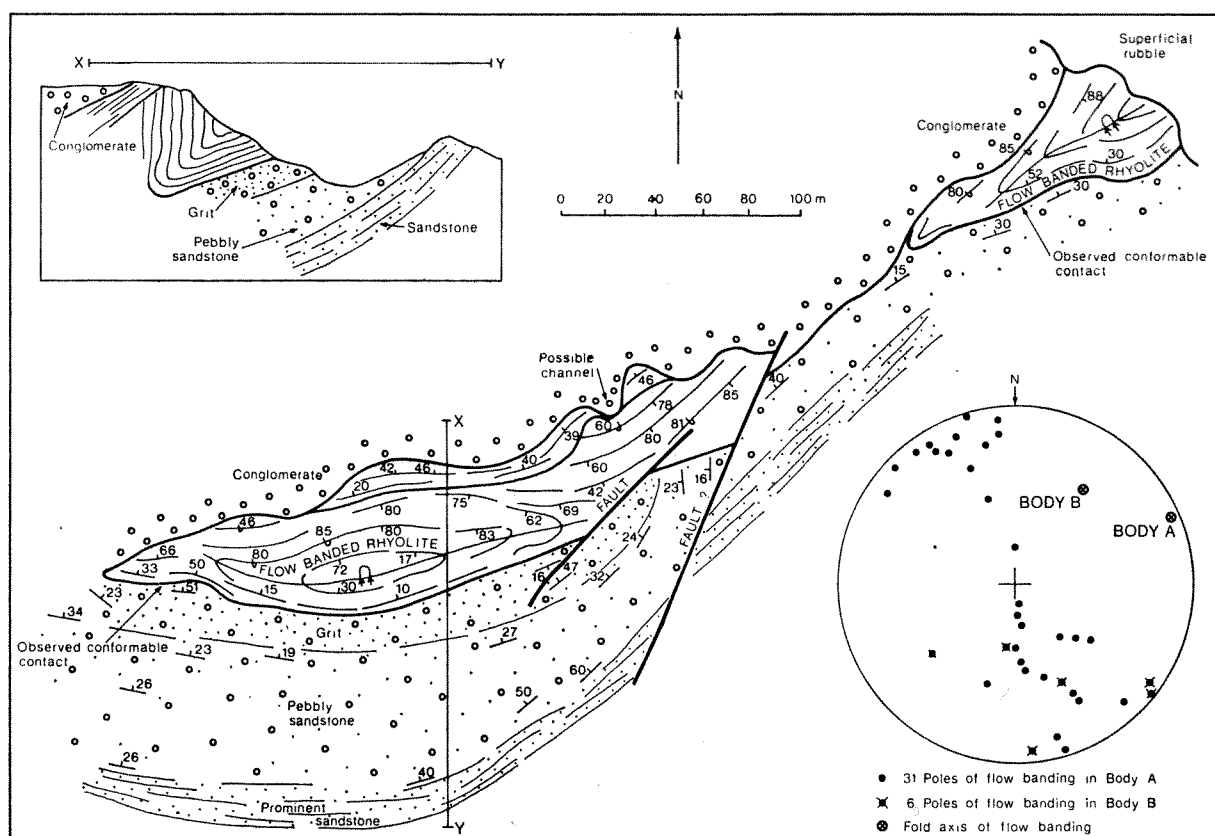 X
Y
Conglomerate
Grit
Pebbly
sandstone
Sandstone
N
0 20 40 60 80 100 m
Superficial
rubble
Conglomerate
88
85
30
52
80
FLOW BANDED RHYOLITE
30
30
15
Observed conformable
contact
Possible
channel
46
40
85
78
81
60
39
80
X
Conglomerate
42 46
40
20
60
42
FAULT
23
16
FAULT ?
75
46
80
69
62
85
80
83
24
66
80
FLOW BANDED RHYOLITE
17
33
50
72
47
16
32
51
15
30
10
23
34
Observed conformable
contact
Grit
23
19
27
60
26
Pebbly
sandstone
50
26
40
Prominent
sandstone
Y
N
BODY B
BODY A
31 Poles of flow banding in Body A
6 Poles of flow banding in Body B
Fold axis of flow banding